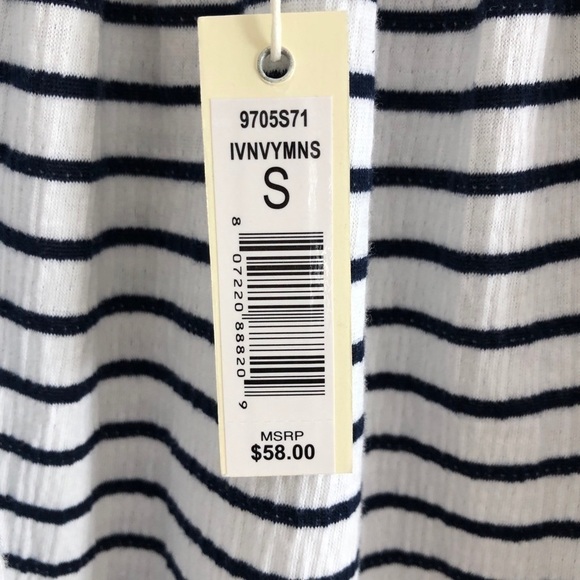 9705S71
IVNVYMNS
S
8 07220 88820 9
MSRP
$58.00